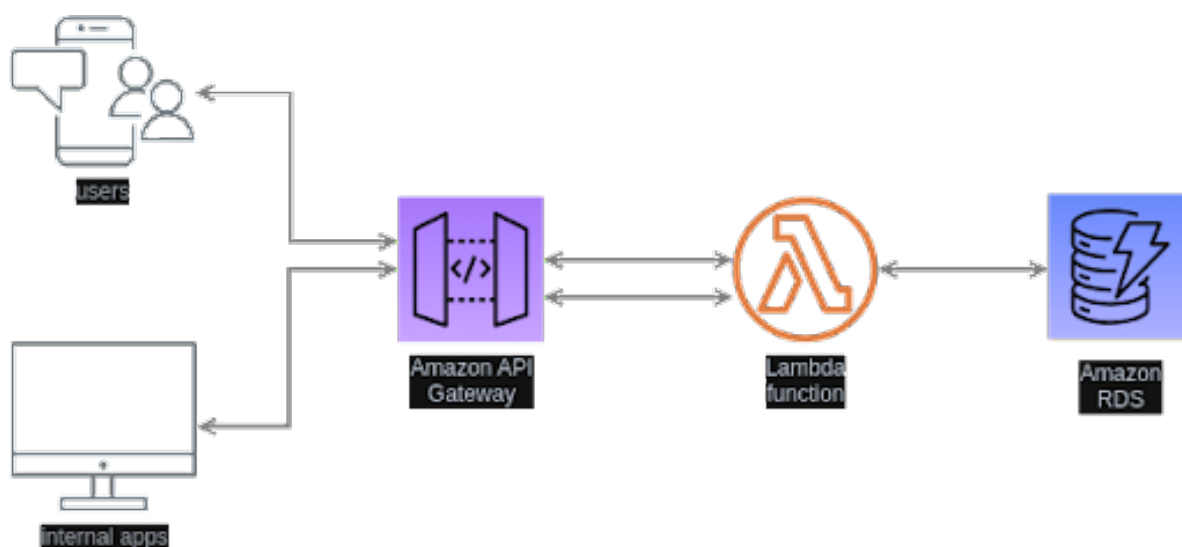 users
</>
Amazon API
Gateway
Lambda
function
Amazon
RDS
internal apps